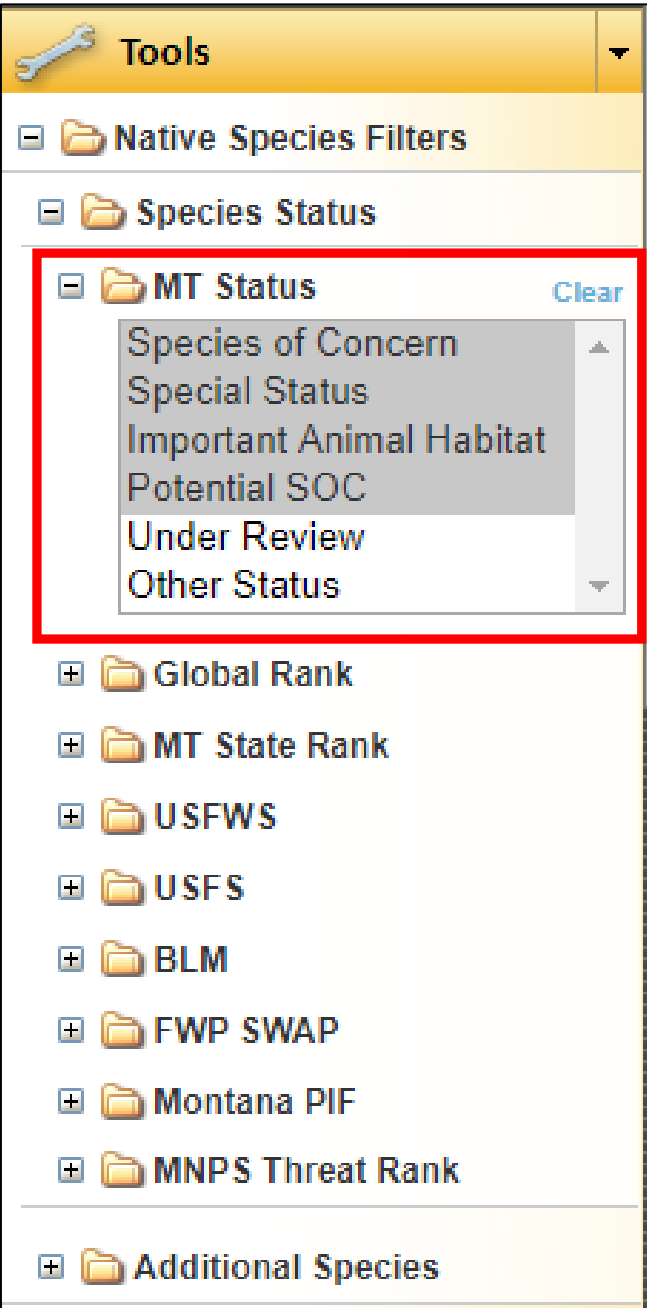 Tools
Native Species Filters
Species Status
MT Status Clear
Species of Concern
Special Status
Important Animal Habitat
Potential SOC
Under Review
Other Status
Global Rank
MT State Rank
USFWS
USFS
BLM
FWP SWAP
Montana PIF
MNPS Threat Rank
Additional Species